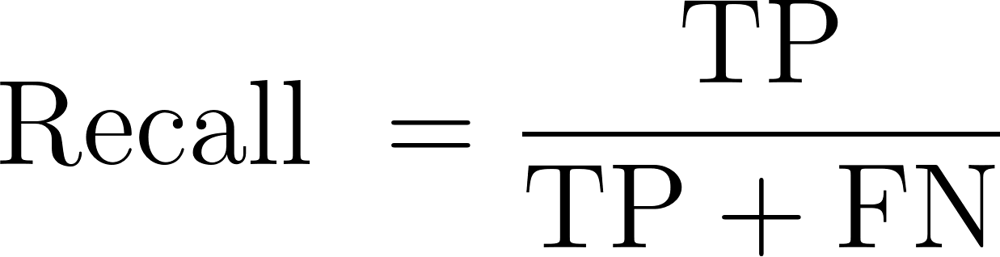 Recall = TP / TP + FN